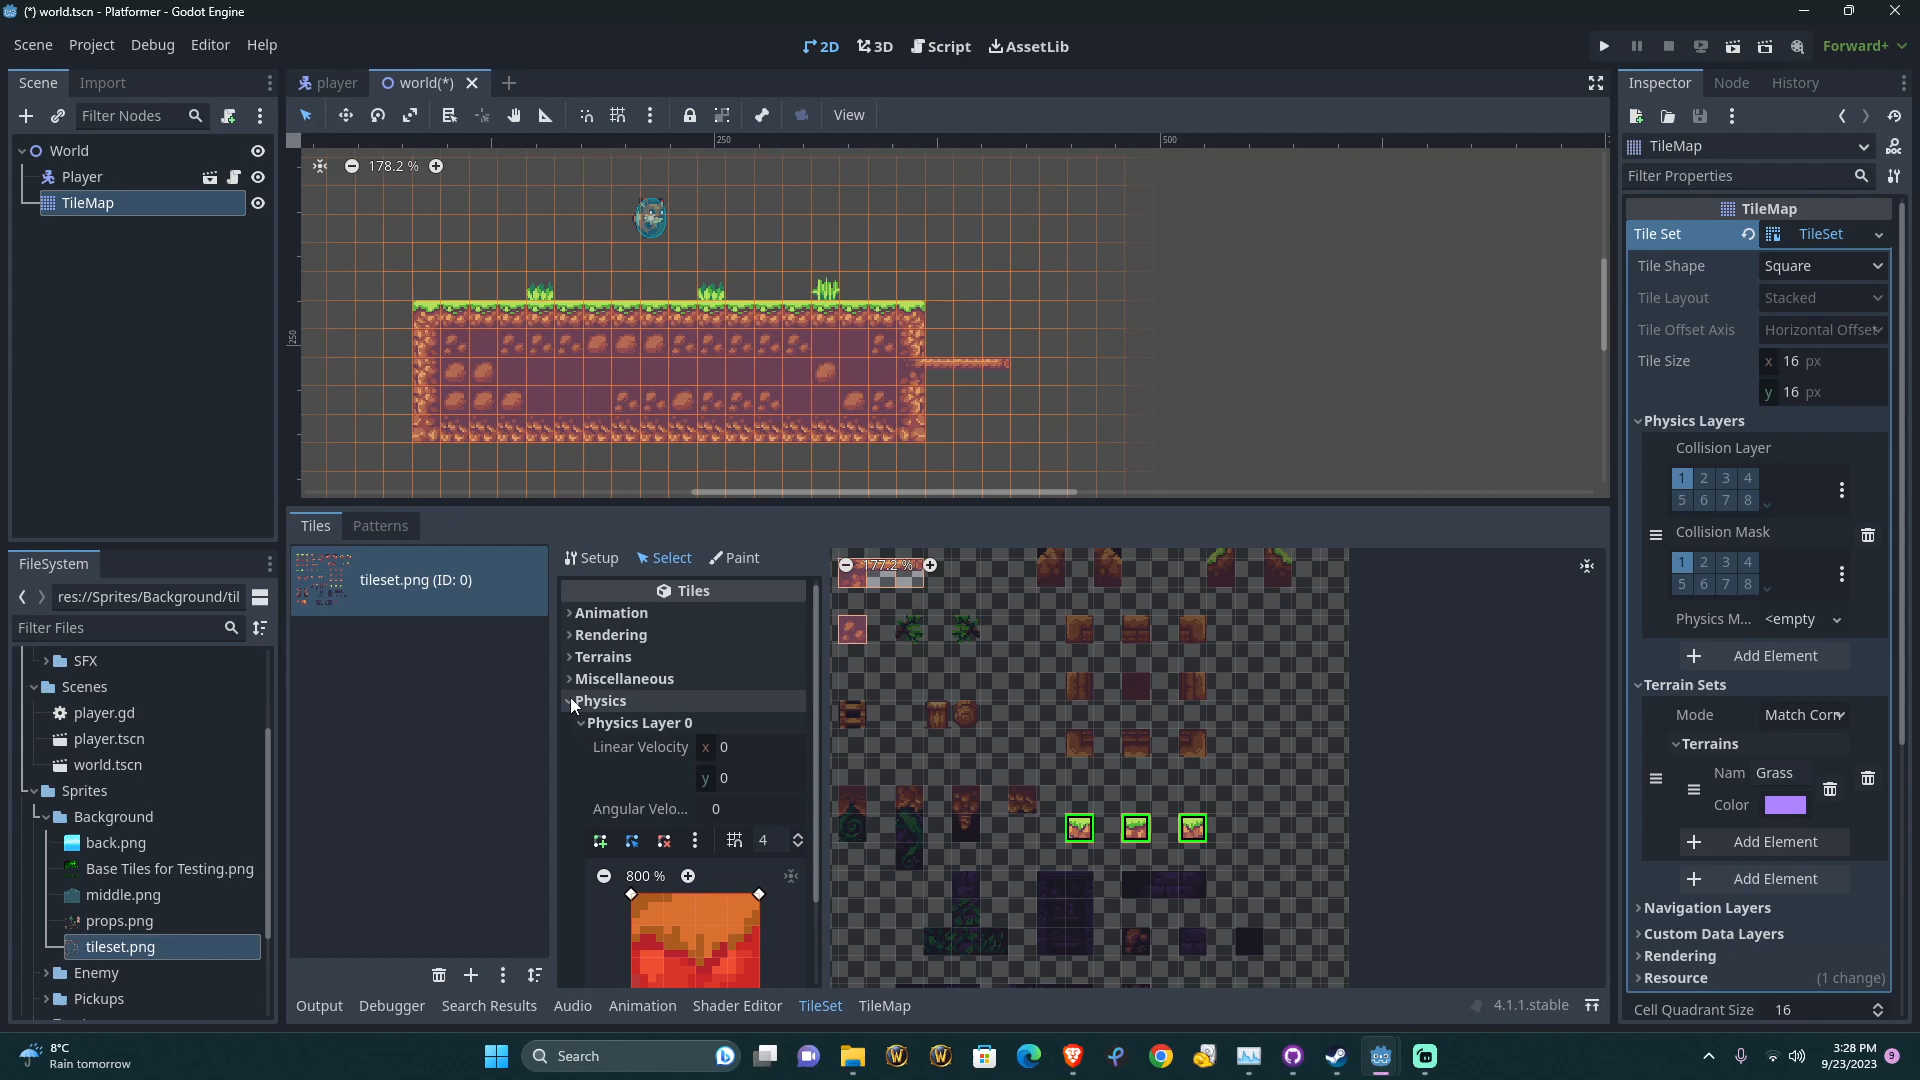 (*) world.tscn - Platformer - Godot Engine
Scene Project Debug Editor Help
2D 3D Script AssetLib
Forward+
Scene Import
Filter Nodes
World
Player
TileMap
player world(*)
View
250 500
178.2 %
250
Inspector Node History
TileMap
Filter Properties
TileMap
Tile Set TileSet
Tile Shape Square
Tile Layout Stacked
Tile Offset Axis Horizontal Offset
Tile Size x 16 px
y 16 px
Physics Layers
Collision Layer
1 2 3 4
5 6 7 8
Collision Mask
1 2 3 4
5 6 7 8
Physics M... <empty
Add Element
Terrain Sets
Mode Match Corn
Terrains
Nam Grass
Color
Add Element
Add Element
Navigation Layers
Custom Data Layers
Rendering
Resource (1 change)
Cell Quadrant Size 16
FileSystem
res://Sprites/Background/til
Filter Files
SFX
Scenes
player.gd
player.tscn
world.tscn
Sprites
Background
back.png
Base Tiles for Testing.png
middle.png
props.png
tileset.png
Enemy
Pickups
Tiles Patterns
tileset.png (ID: 0)
Setup Select Paint
Tiles
Animation
Rendering
Terrains
Miscellaneous
Physics
Physics Layer 0
Linear Velocity x 0
y 0
Angular Velo... 0
4
800 %
177.2 %
Output Debugger Search Results Audio Animation Shader Editor TileSet TileMap
4.1.1.stable
8°C
Rain tomorrow
Search
3:28 PM
9/23/2023
9